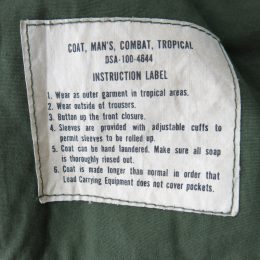 COAT, MAN'S, COMBAT, TROPICAL
DSA-100-4644
INSTRUCTION LABEL
1. Wear as outer garment in tropical areas.
2. Wear outside of trousers.
3. Button up the front closure.
4. Sleeves are provided with adjustable cuffs to
permit sleeves to be rolled up.
5. Coat can be hand laundered. Make sure all soap
is thoroughly rinsed out.
6. Coat is made longer than normal in order that
Load Carrying Equipment does not cover pockets.